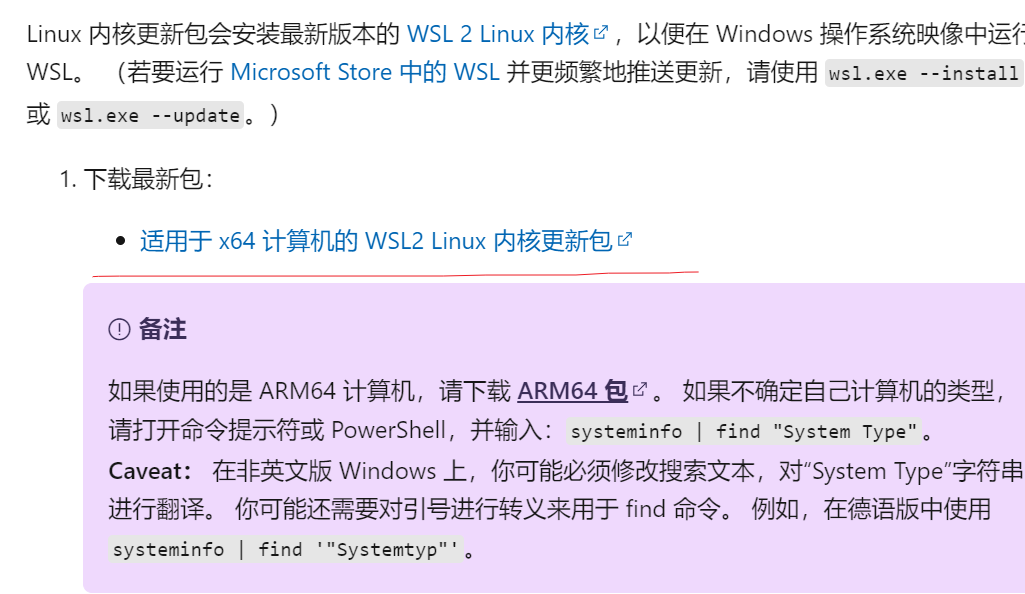 Linux 内核更新包会安装最新版本的 WSL 2 Linux 内核，以便在 Windows 操作系统映像中运行
WSL。 （若要运行 Microsoft Store 中的 WSL 并更频繁地推送更新，请使用 wsl.exe --install
或 wsl.exe --update。）
1. 下载最新包：
• 适用于 x64 计算机的 WSL2 Linux 内核更新包
备注
如果使用的是 ARM64 计算机，请下载 ARM64 包。 如果不确定自己计算机的类型，
请打开命令提示符或 PowerShell，并输入：systeminfo | find "System Type"。
Caveat： 在非英文版 Windows 上，你可能必须修改搜索文本，对“System Type”字符串
进行翻译。 你可能还需要对引号进行转义来用于 find 命令。 例如，在德语版中使用
systeminfo | find '"Systemtyp"'。